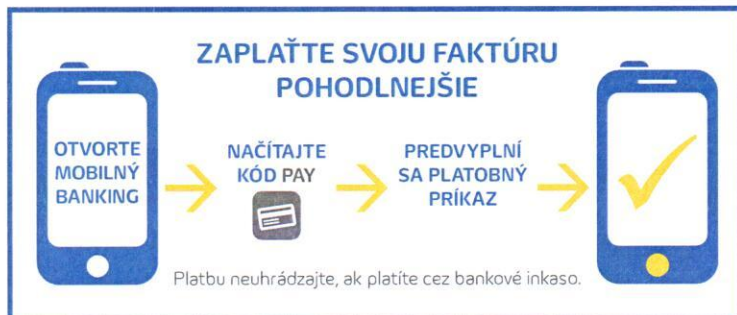 ZAPLAŤTE SVOJU FAKTÚRU
POHODLNEJŠIE
OTVORTE
MOBILNÝ
BANKING
NAČÍTAJTE
KÓD PAY
PREDVYPLNÍ
SA PLATOBNÝ
PRÍKAZ
Platbu neuhrádzajte, ak platíte cez bankové inkaso.